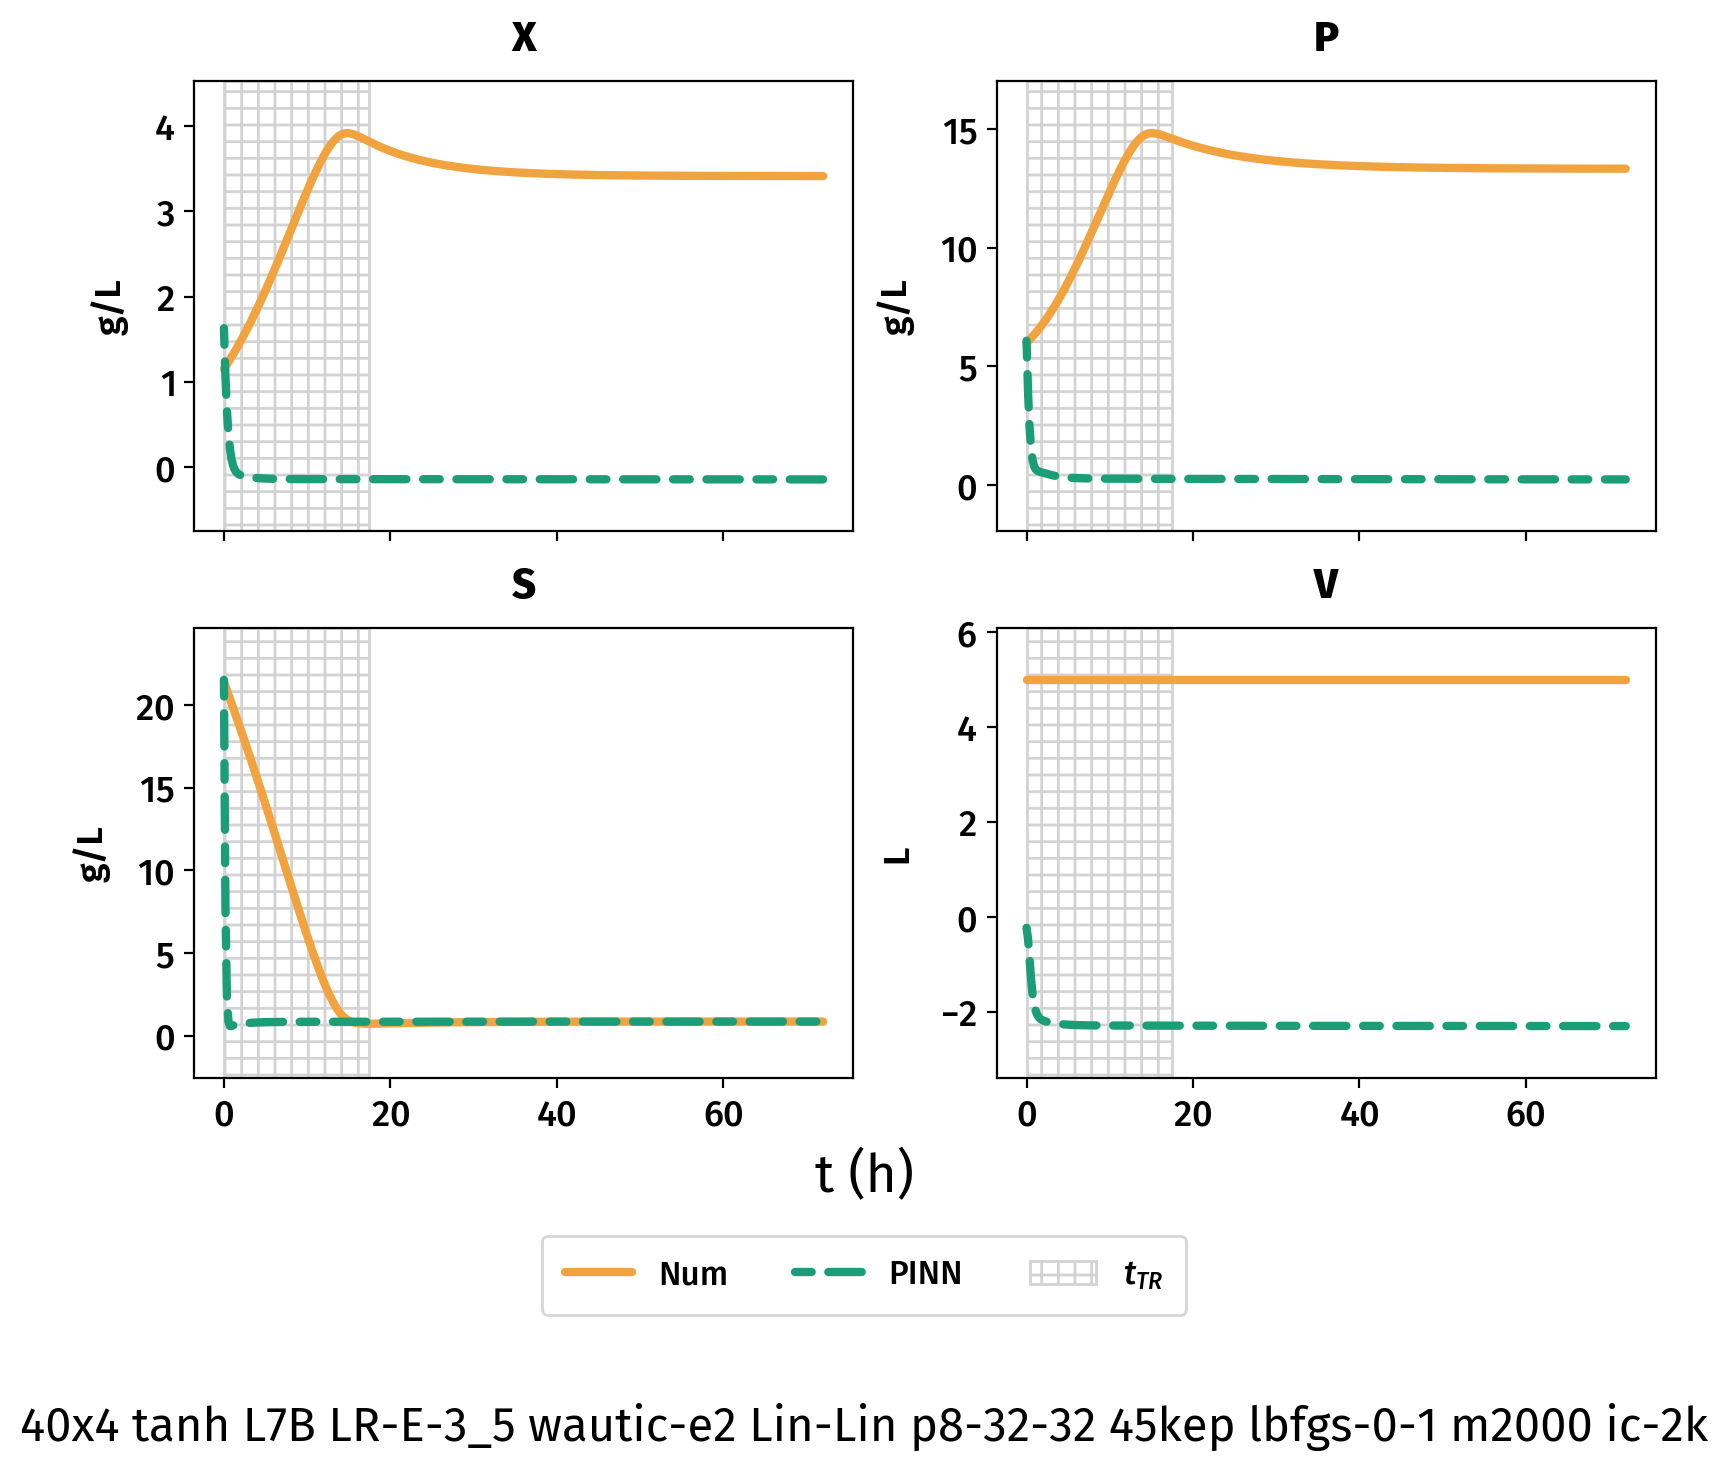 X
P
4
3
2
1
0
g/L
15
10
5
0
g/L
S
V
20
15
10
5
0
g/L
6
4
2
0
−2
L
0 20 40 60
0 20 40 60
t (h)
Num PINN tTR
40x4 tanh L7B LR-E-3_5 wautic-e2 Lin-Lin p8-32-32 45kep lbfgs-0-1 m2000 ic-2k